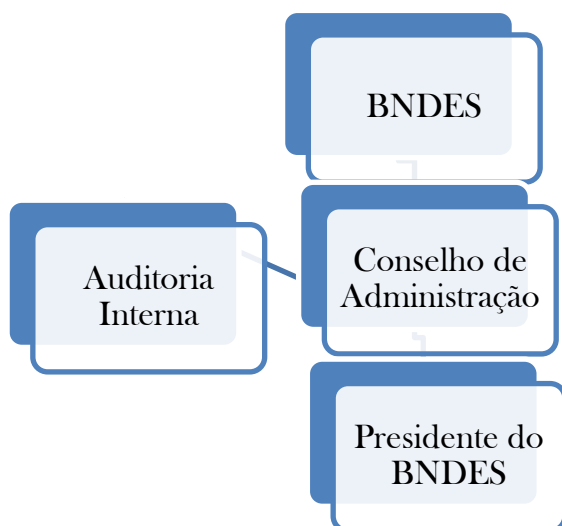 BNDES
Auditoria
Interna
Conselho de
Administração
Presidente do
BNDES